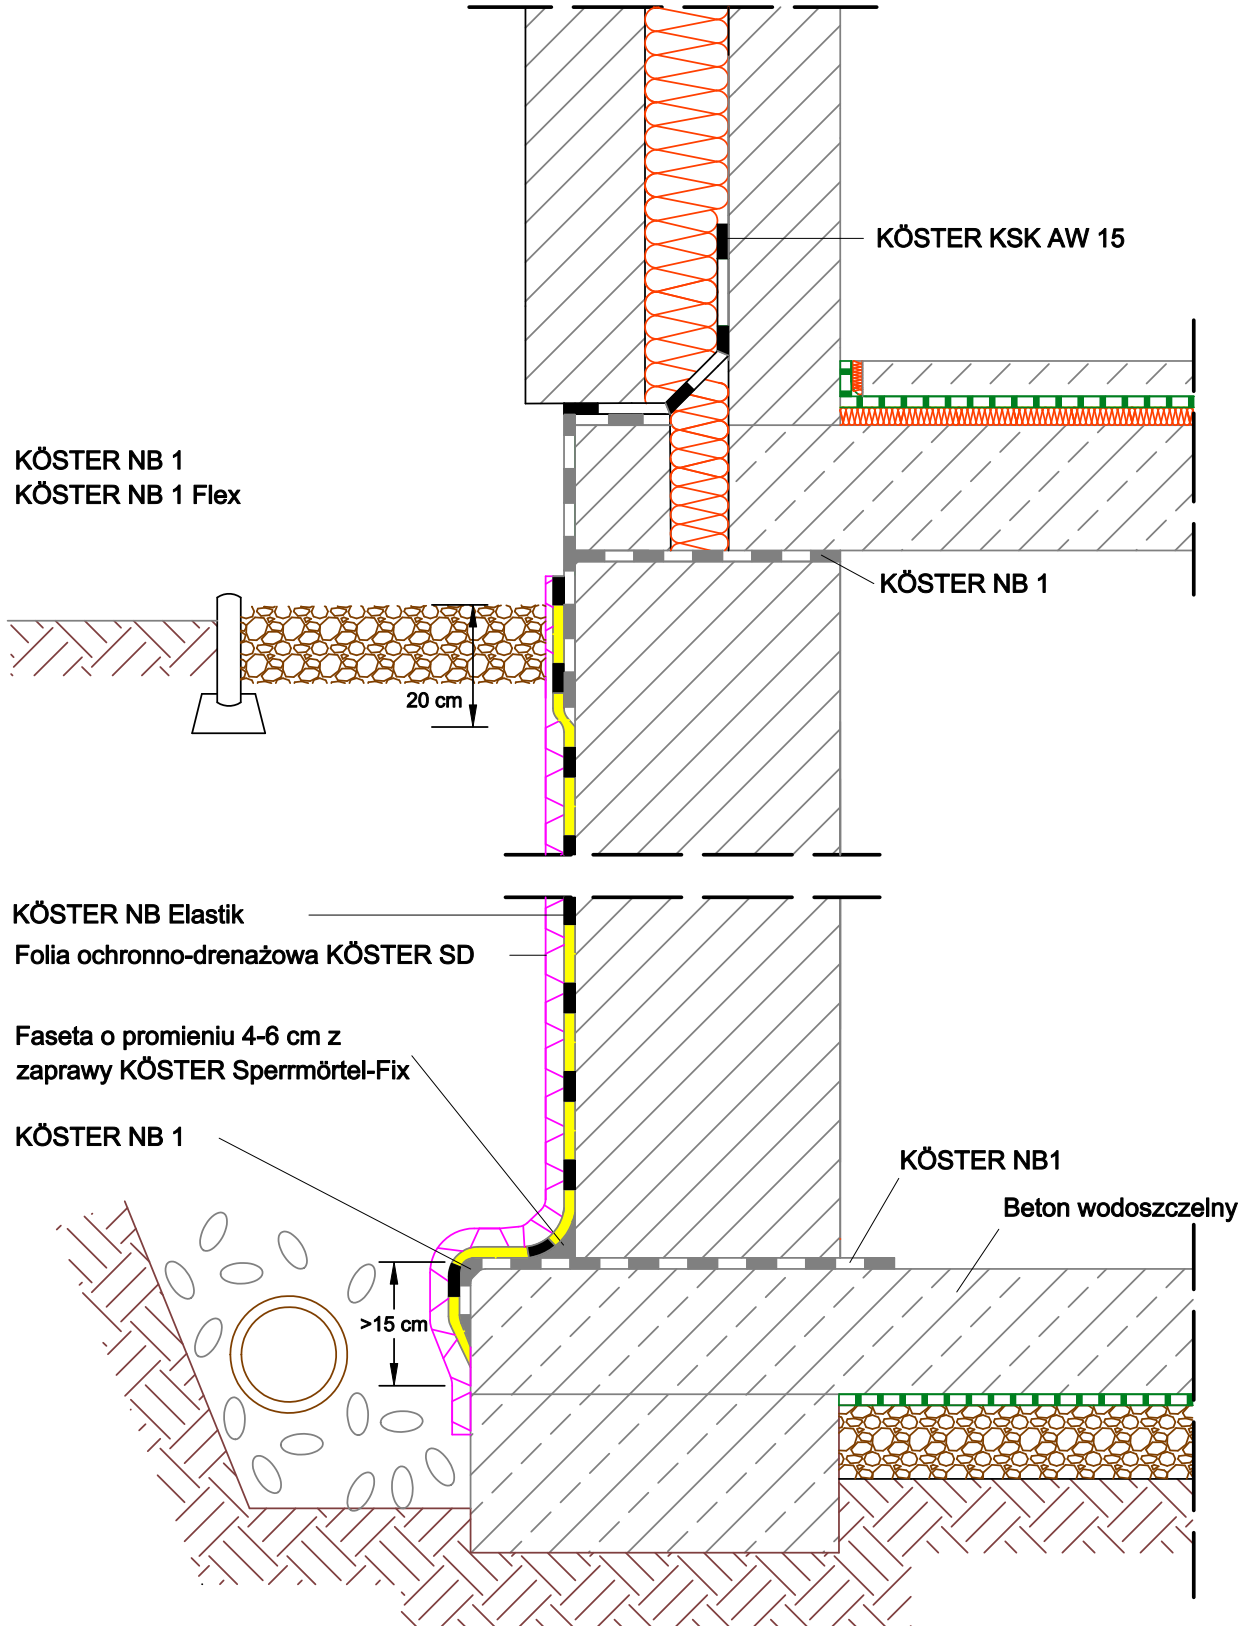 KÖSTER KSK AW 15
KÖSTER NB 1
KÖSTER NB 1 Flex
KÖSTER NB 1
20 cm
KÖSTER NB Elastik
Folia ochronno-drenażowa KÖSTER SD
Faseta o promieniu 4-6 cm z
zaprawy KÖSTER Sperrmörtel-Fix
KÖSTER NB 1
KÖSTER NB1
Beton wodoszczelny
>15 cm